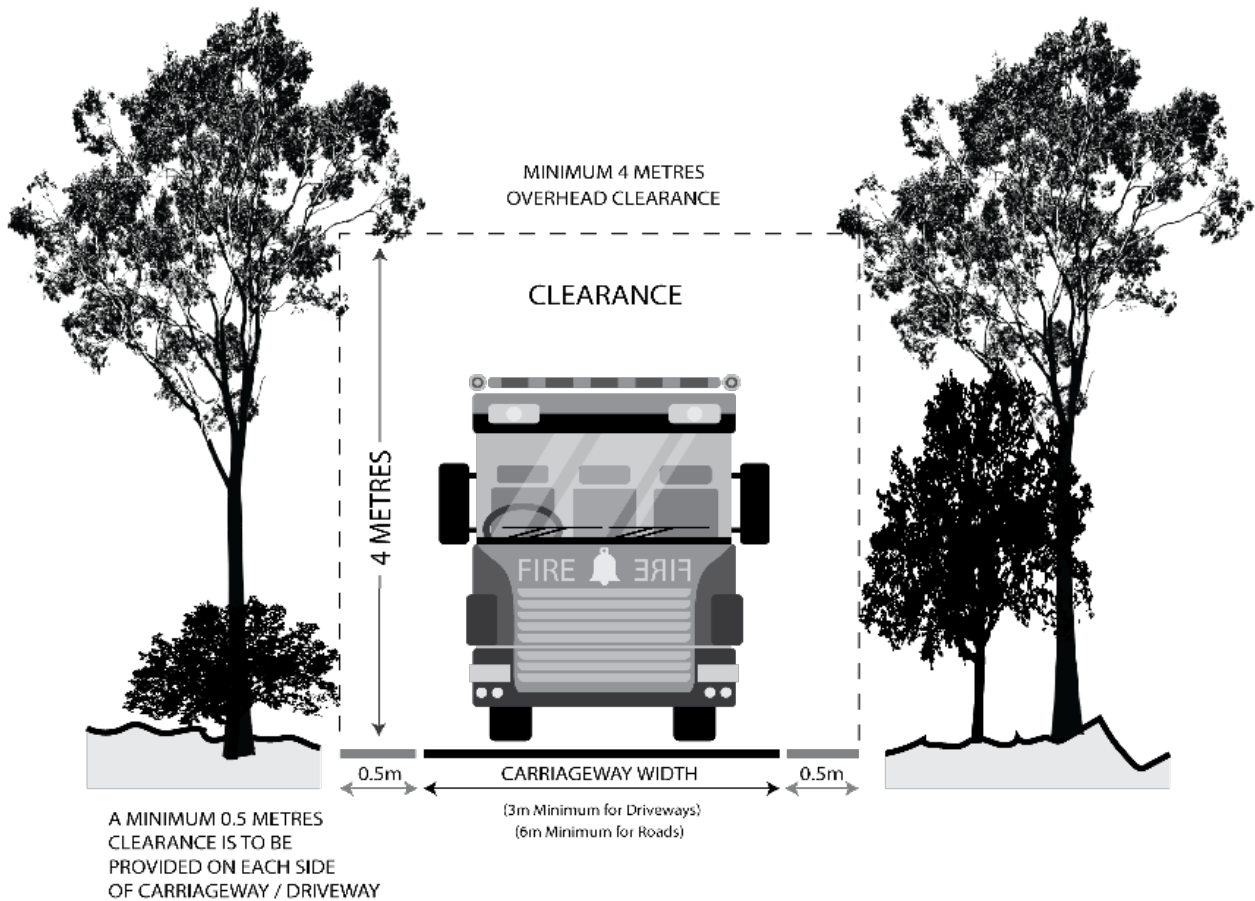 MINIMUM 4 METRES
OVERHEAD CLEARANCE
CLEARANCE
4 METRES
FIRE FIRE
0.5m
CARRIAGEWAY WIDTH
0.5m
(3m Minimum for Driveways)
(6m Minimum for Roads)
A MINIMUM 0.5 METRES
CLEARANCE IS TO BE
PROVIDED ON EACH SIDE
OF CARRIAGEWAY / DRIVEWAY